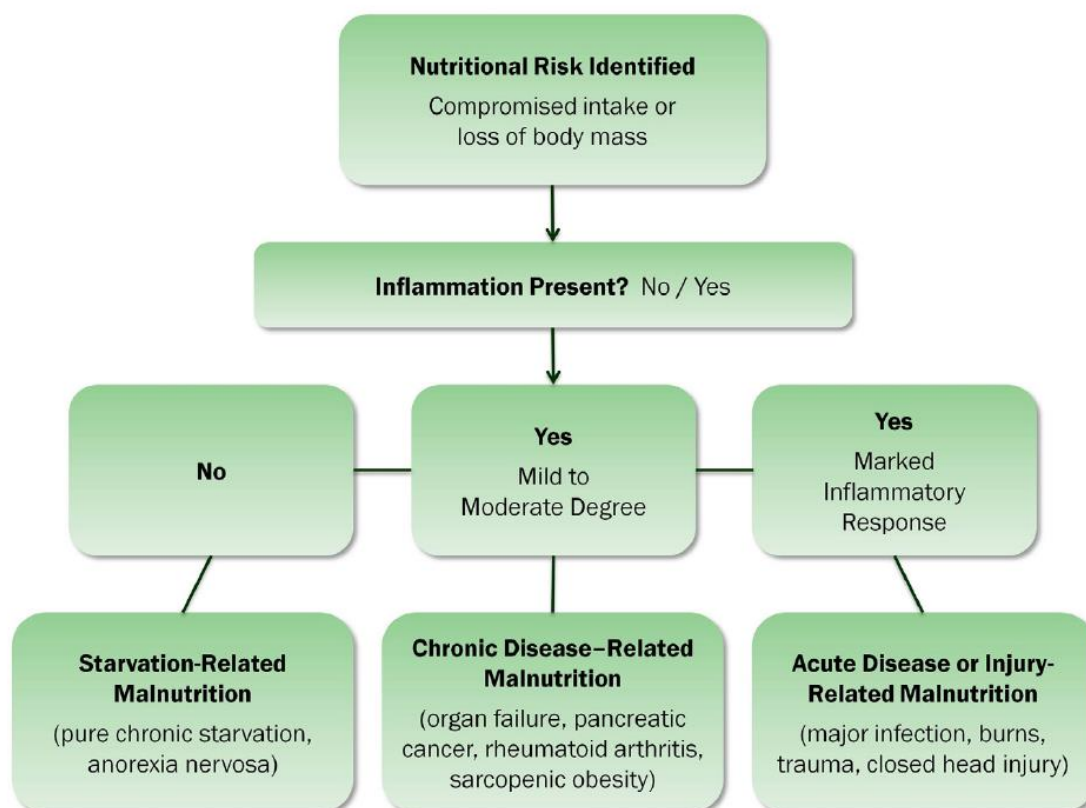 Nutritional Risk Identified
Compromised intake or
loss of body mass
Inflammation Present? No / Yes
No
Yes
Mild to
Moderate Degree
Yes
Marked
Inflammatory
Response
Starvation-Related
Malnutrition
(pure chronic starvation,
anorexia nervosa)
Chronic Disease–Related
Malnutrition
(organ failure, pancreatic
cancer, rheumatoid arthritis,
sarcopenic obesity)
Acute Disease or Injury-
Related Malnutrition
(major infection, burns,
trauma, closed head injury)